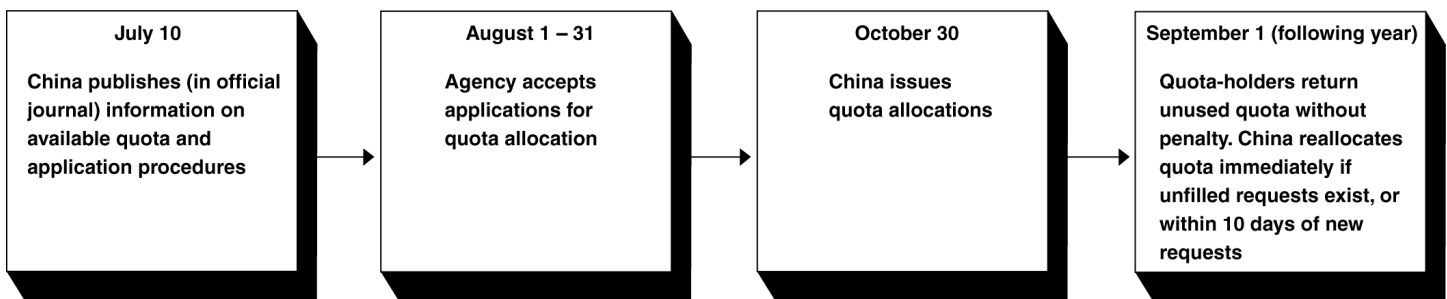 July 10
China publishes (in official
journal) information on
available quota and
application procedures
August 1 – 31
Agency accepts
applications for
quota allocation
October 30
China issues
quota allocations
September 1 (following year)
Quota-holders return
unused quota without
penalty. China reallocates
quota immediately if
unfilled requests exist, or
within 10 days of new
requests